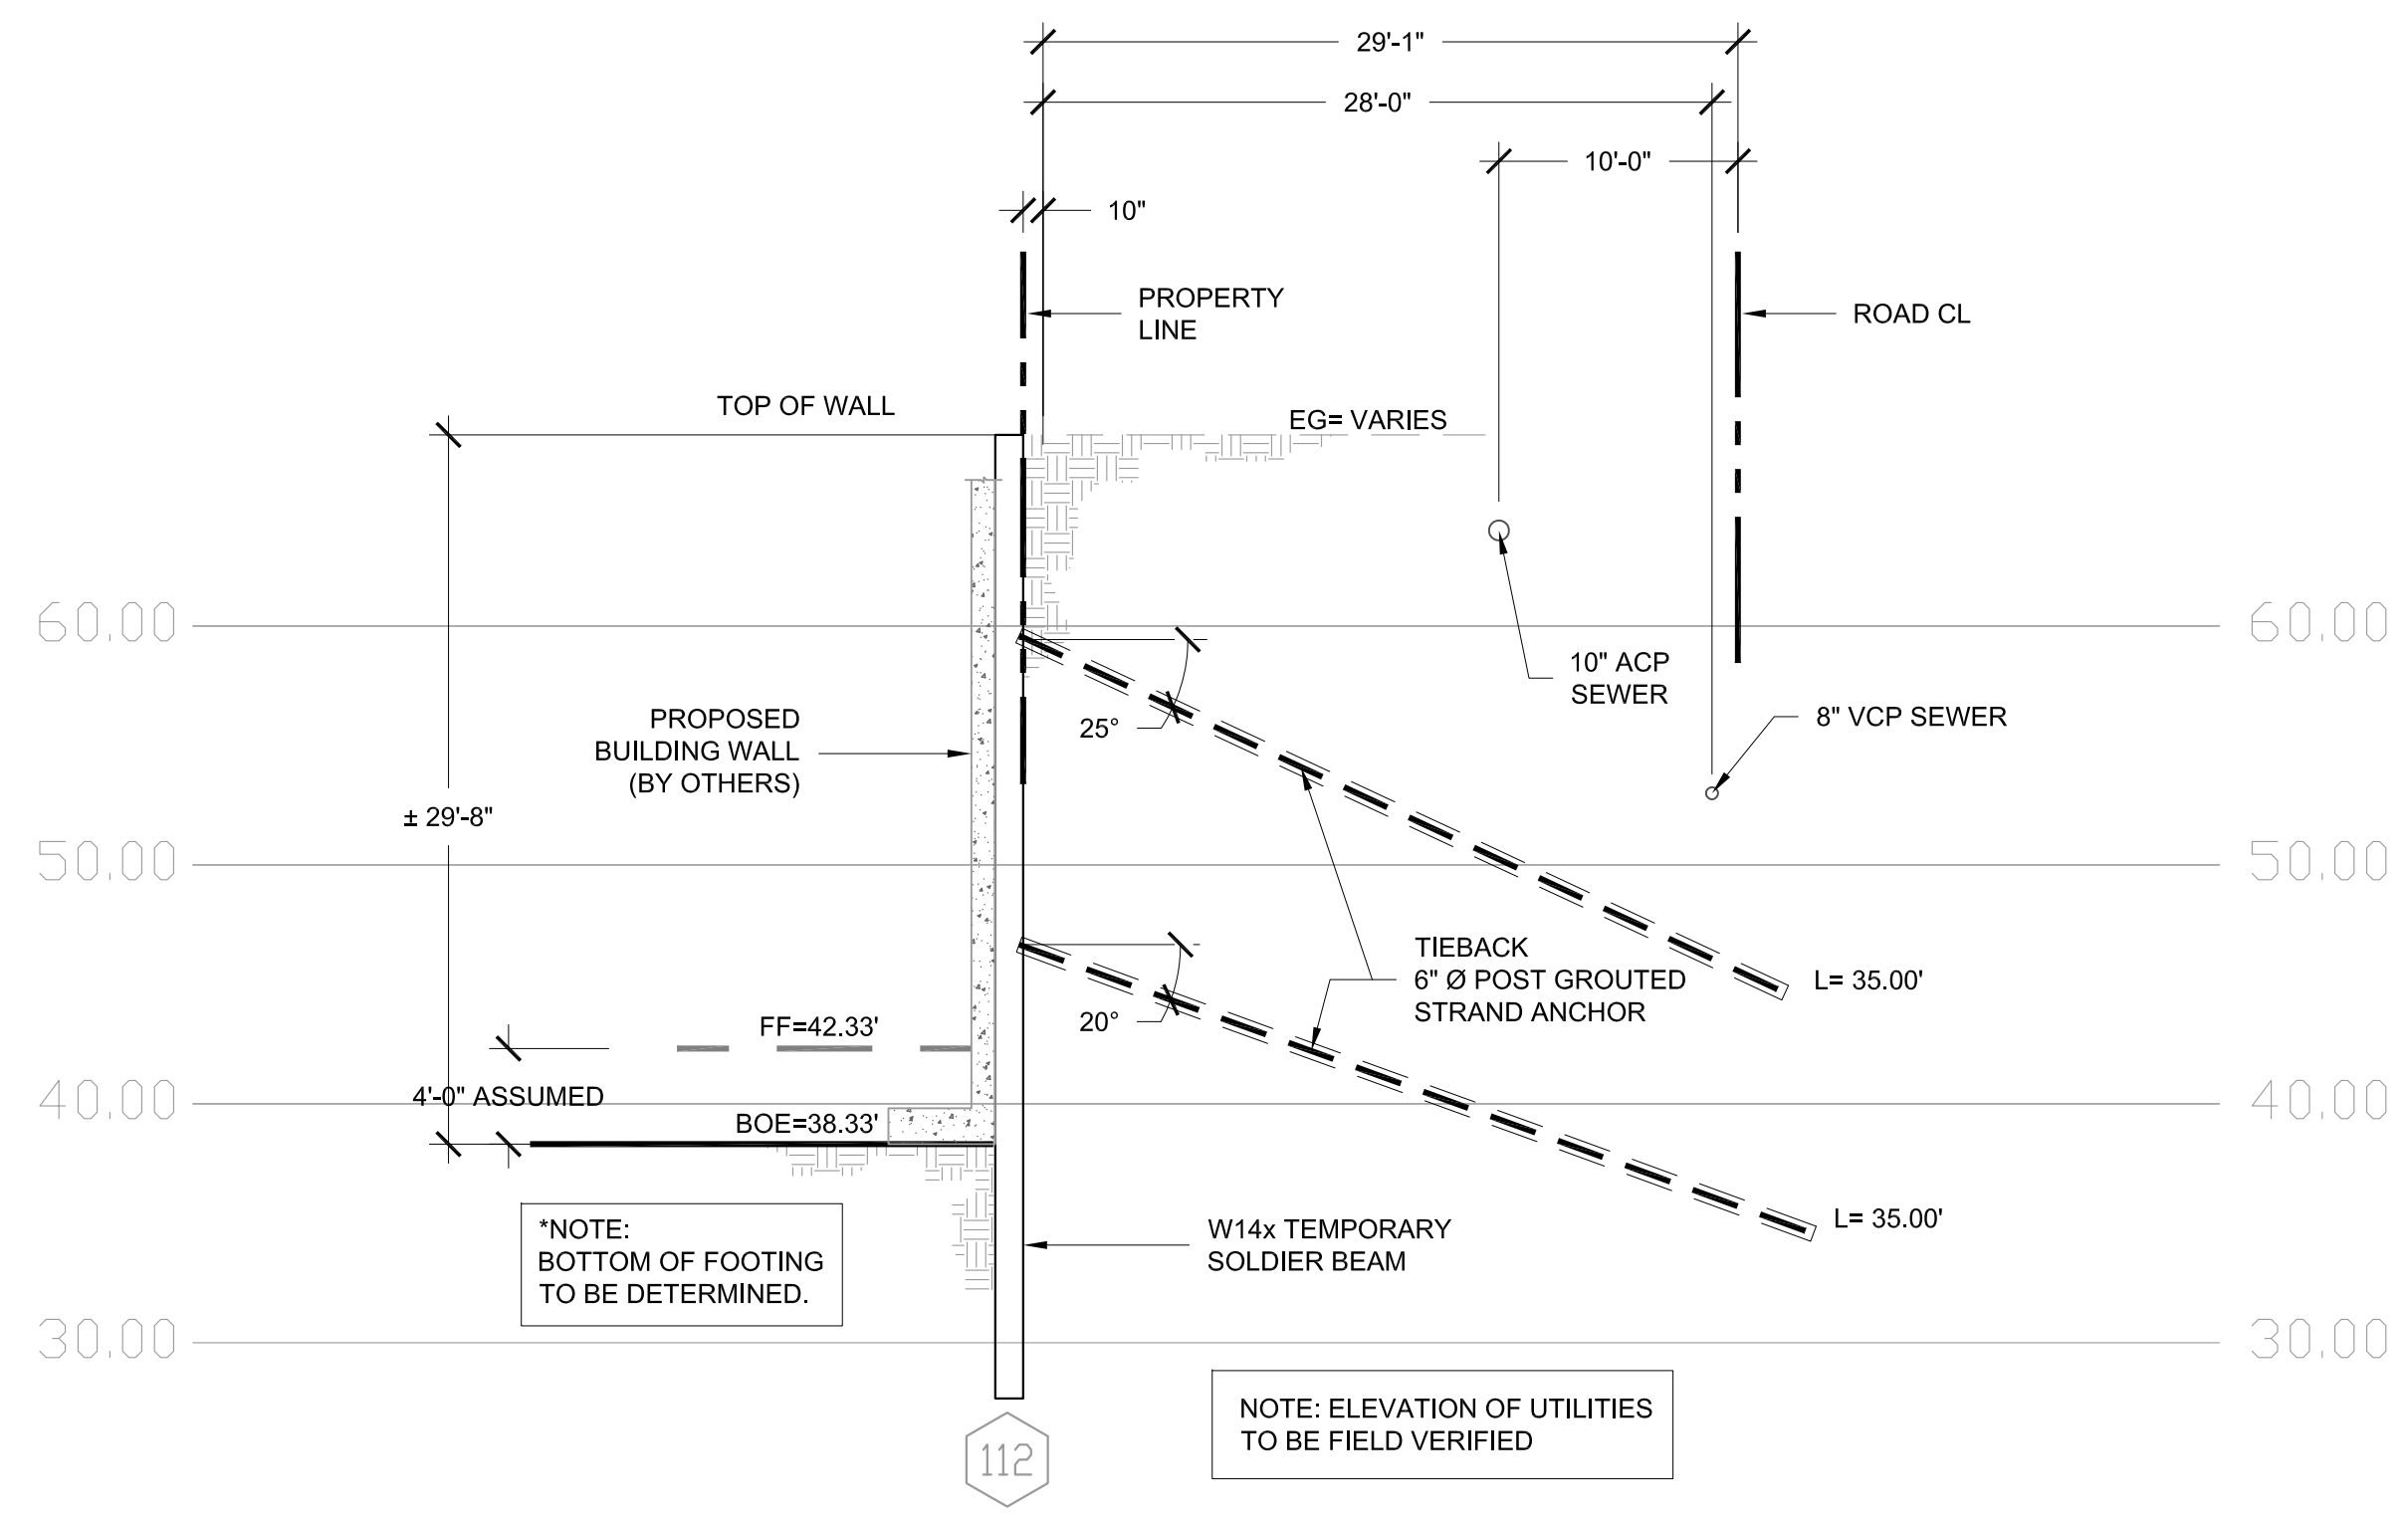 29'-1"
28'-0"
10'-0"
10"
PROPERTY
LINE
ROAD CL
TOP OF WALL
EG= VARIES
60.00
60.00
10" ACP
SEWER
PROPOSED
BUILDING WALL
(BY OTHERS)
25°
8" VCP SEWER
± 29'-8"
50.00
50.00
TIEBACK
6" Ø POST GROUTED
STRAND ANCHOR
L= 35.00'
FF=42.33'
20°
4'-0" ASSUMED
40.00
40.00
BOE=38.33'
L= 35.00'
*NOTE:
BOTTOM OF FOOTING
TO BE DETERMINED.
W14x TEMPORARY
SOLDIER BEAM
30.00
30.00
NOTE: ELEVATION OF UTILITIES
TO BE FIELD VERIFIED
112